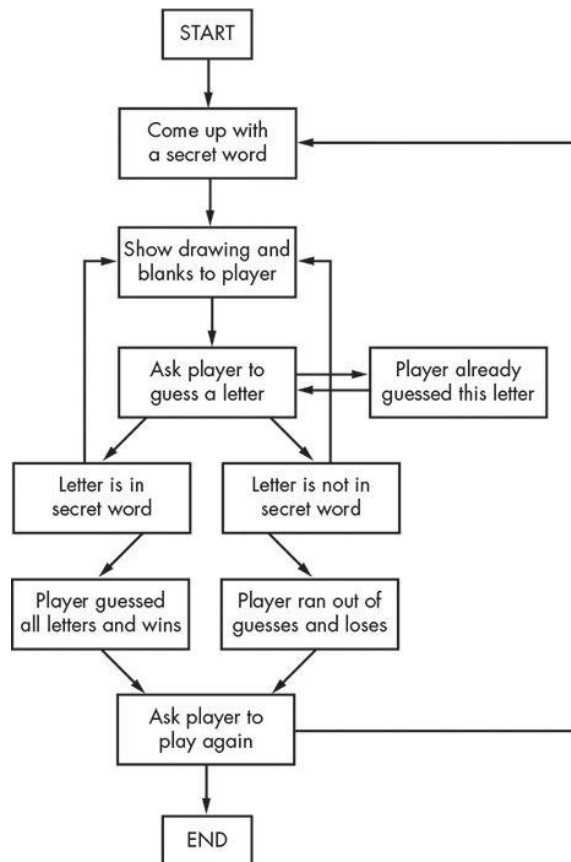 START
Come up with
a secret word
Show drawing and
blanks to player
Ask player to
guess a letter
Player already
guessed this letter
Letter is in
secret word
Letter is not in
secret word
Player guessed
all letters and wins
Player ran out of
guesses and loses
Ask player to
play again
END